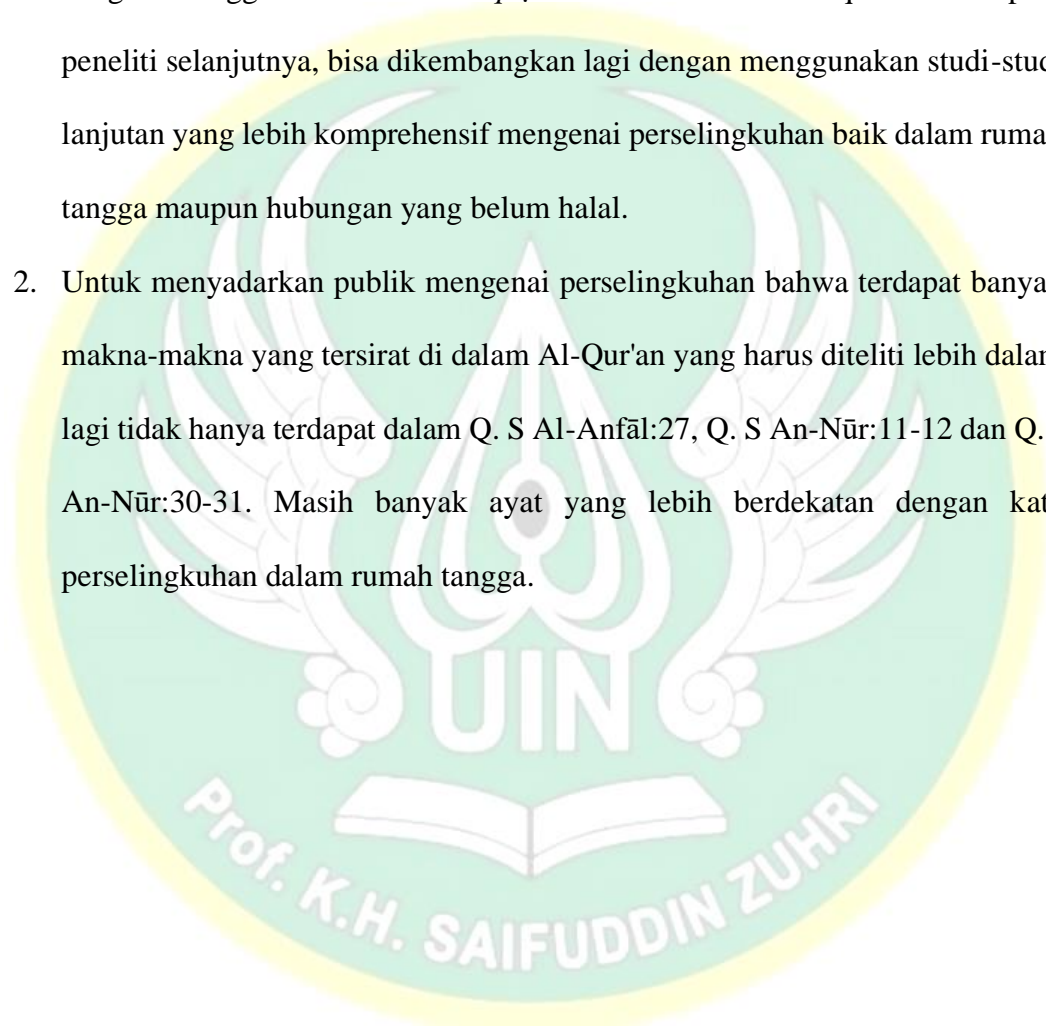 peneliti selanjutnya, bisa dikembangkan lagi dengan menggunakan studi-stud
lanjutan yang lebih komprehensif mengenai perselingkuhan baik dalam ruma
tangga maupun hubungan yang belum halal.
2. Untuk menyadarkan publik mengenai perselingkuhan bahwa terdapat banya
makna-makna yang tersirat di dalam Al-Qur'an yang harus diteliti lebih dalam
lagi tidak hanya terdapat dalam Q. S Al-Anfāl:27, Q. S An-Nūr:11-12 dan Q.
An-Nūr:30-31. Masih banyak ayat yang lebih berdekatan dengan kat
perselingkuhan dalam rumah tangga.
UIN
Prof. K.H. SAIFUDDIN ZUHRI